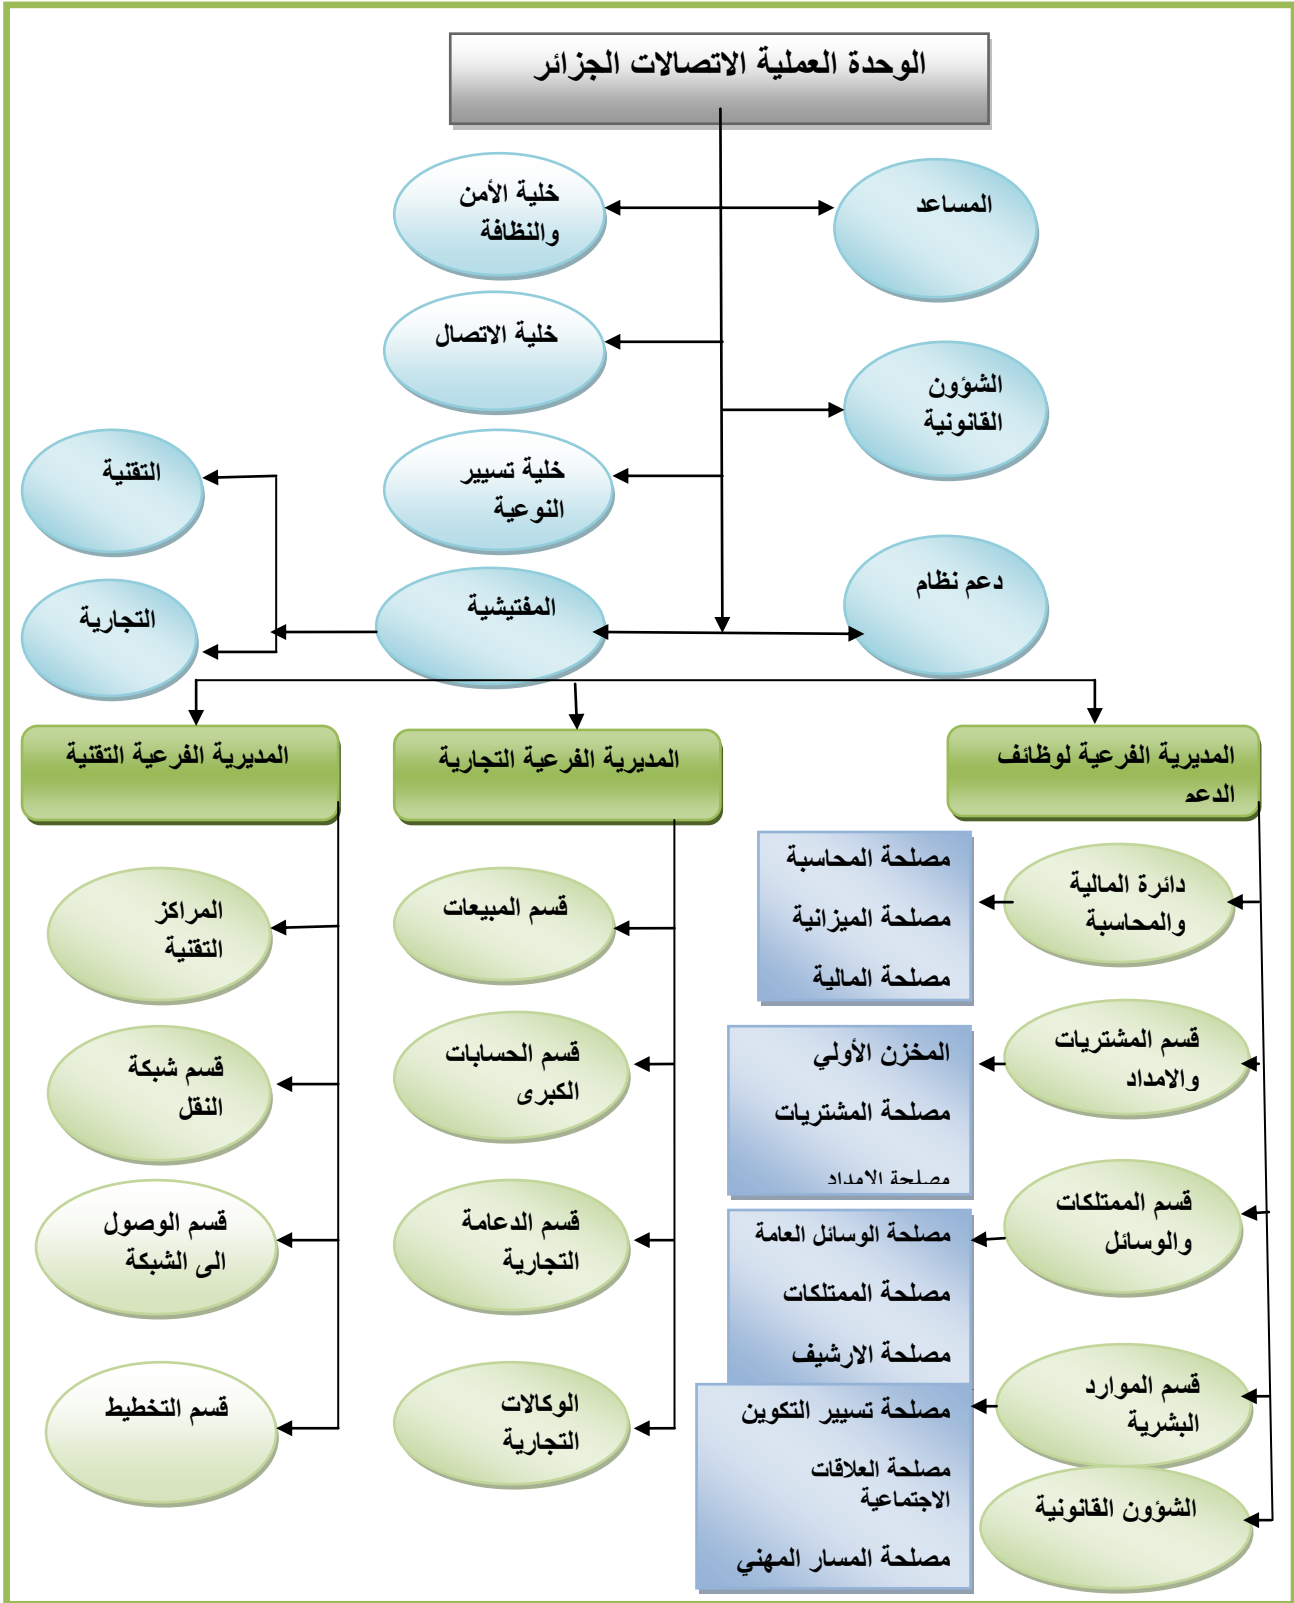 الوحدة العملية الاتصالات الجزائر
المساعد
خلية الأمن
والنظافة
خلية الاتصال
الشؤون
القانونية
خلية تسيير
النوعية
التقنية
دعم نظام
المفتيشية
التجارية
المديرية الفرعية لوظائف
الدعم
المديرية الفرعية التجارية
المديرية الفرعية التقنية
دائرة المالية
والمحاسبة
مصلحة المحاسبة
مصلحة الميزانية
مصلحة المالية
قسم المشتريات
والامداد
المخزن الأولي
مصلحة المشتريات
مصلحة الامداد
قسم الممتلكات
والوسائل
مصلحة الوسائل العامة
مصلحة الممتلكات
مصلحة الارشيف
قسم الموارد
البشرية
مصلحة تسيير التكوين
مصلحة العلاقات
الاجتماعية
مصلحة المسار المهني
الشؤون القانونية
قسم المبيعات
قسم الحسابات
الكبرى
قسم الدعامة
التجارية
الوكالات
التجارية
المراكز
التقنية
قسم شبكة
النقل
قسم الوصول
الى الشبكة
قسم التخطيط